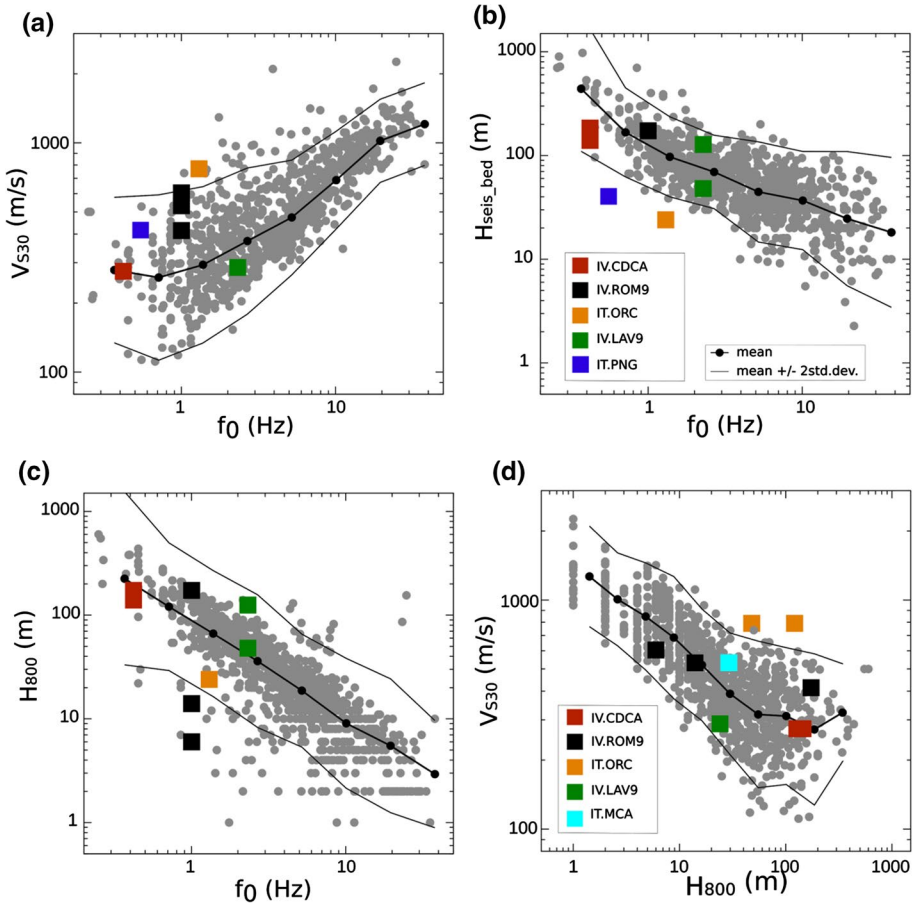 (a)
1000
100
1
10
V_S30 (m/s)
f0 (Hz)
(b)
1000
100
10
1
1
10
Hseis_bed (m)
f0 (Hz)
IV.CDCA
IV.ROM9
IT.ORC
IV.LAV9
IT.PNG
mean
mean +/- 2std.dev.
(c)
1000
100
10
1
1
10
H800 (m)
f0 (Hz)
(d)
1000
100
1
10
100
1000
VS30 (m/s)
H800 (m)
IV.CDCA
IV.ROM9
IT.ORC
IV.LAV9
IT.MCA